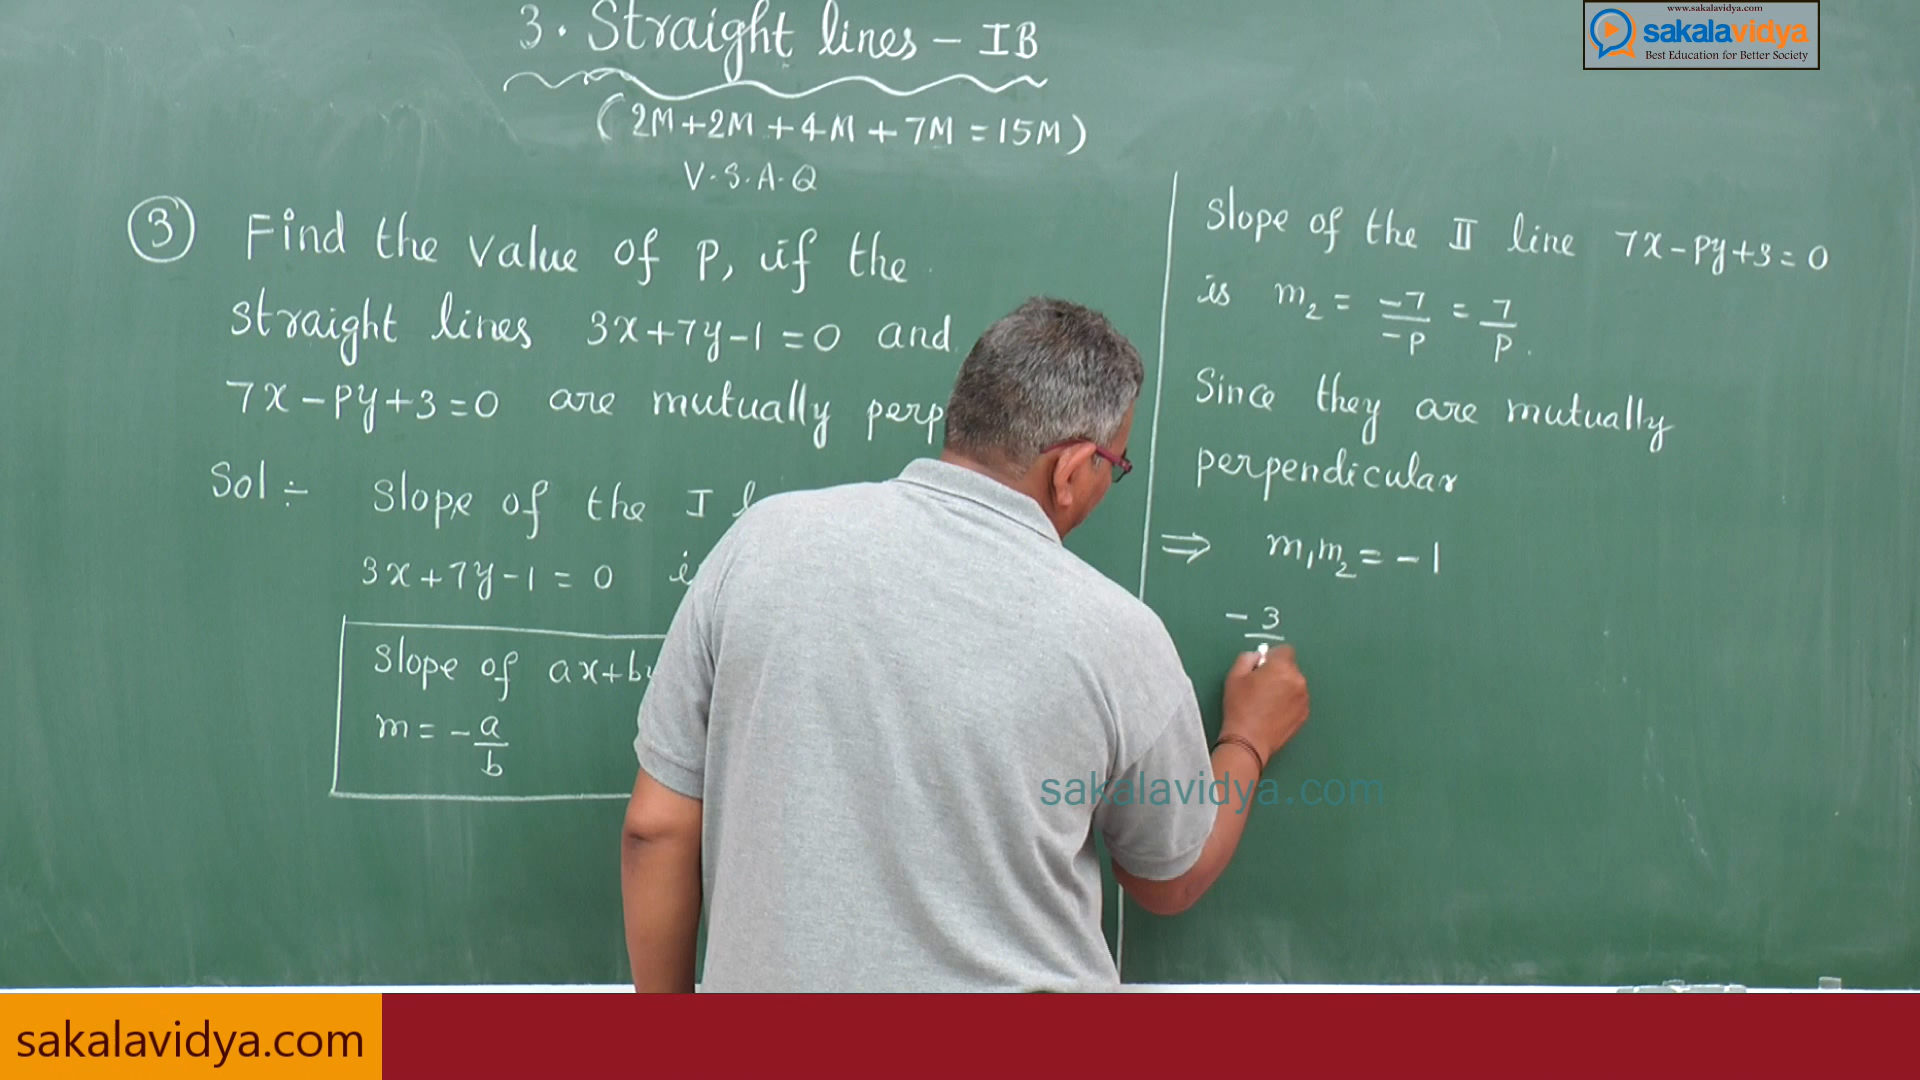 3. Straight lines - IB
(2M+2M+4M+7M=15M)
V.S.A.Q
③ Find the value of P, if the
straight lines 3x+7y-1=0 and
7x-py+3=0 are mutually perp
Sol ÷ Slope of the I
3x+7y-1=0
Slope of ax+by
m = -a/b
Slope of the II line 7x-Py+3=0
is m₂ = -7/-P = 7/P.
Since they are mutually
perpendicular
⇒ m₁m₂ = -1
-3
www.sakalavidya.com
sakalavidya
Best Education for Better Society
sakalavidya.com
sakalavidya.com